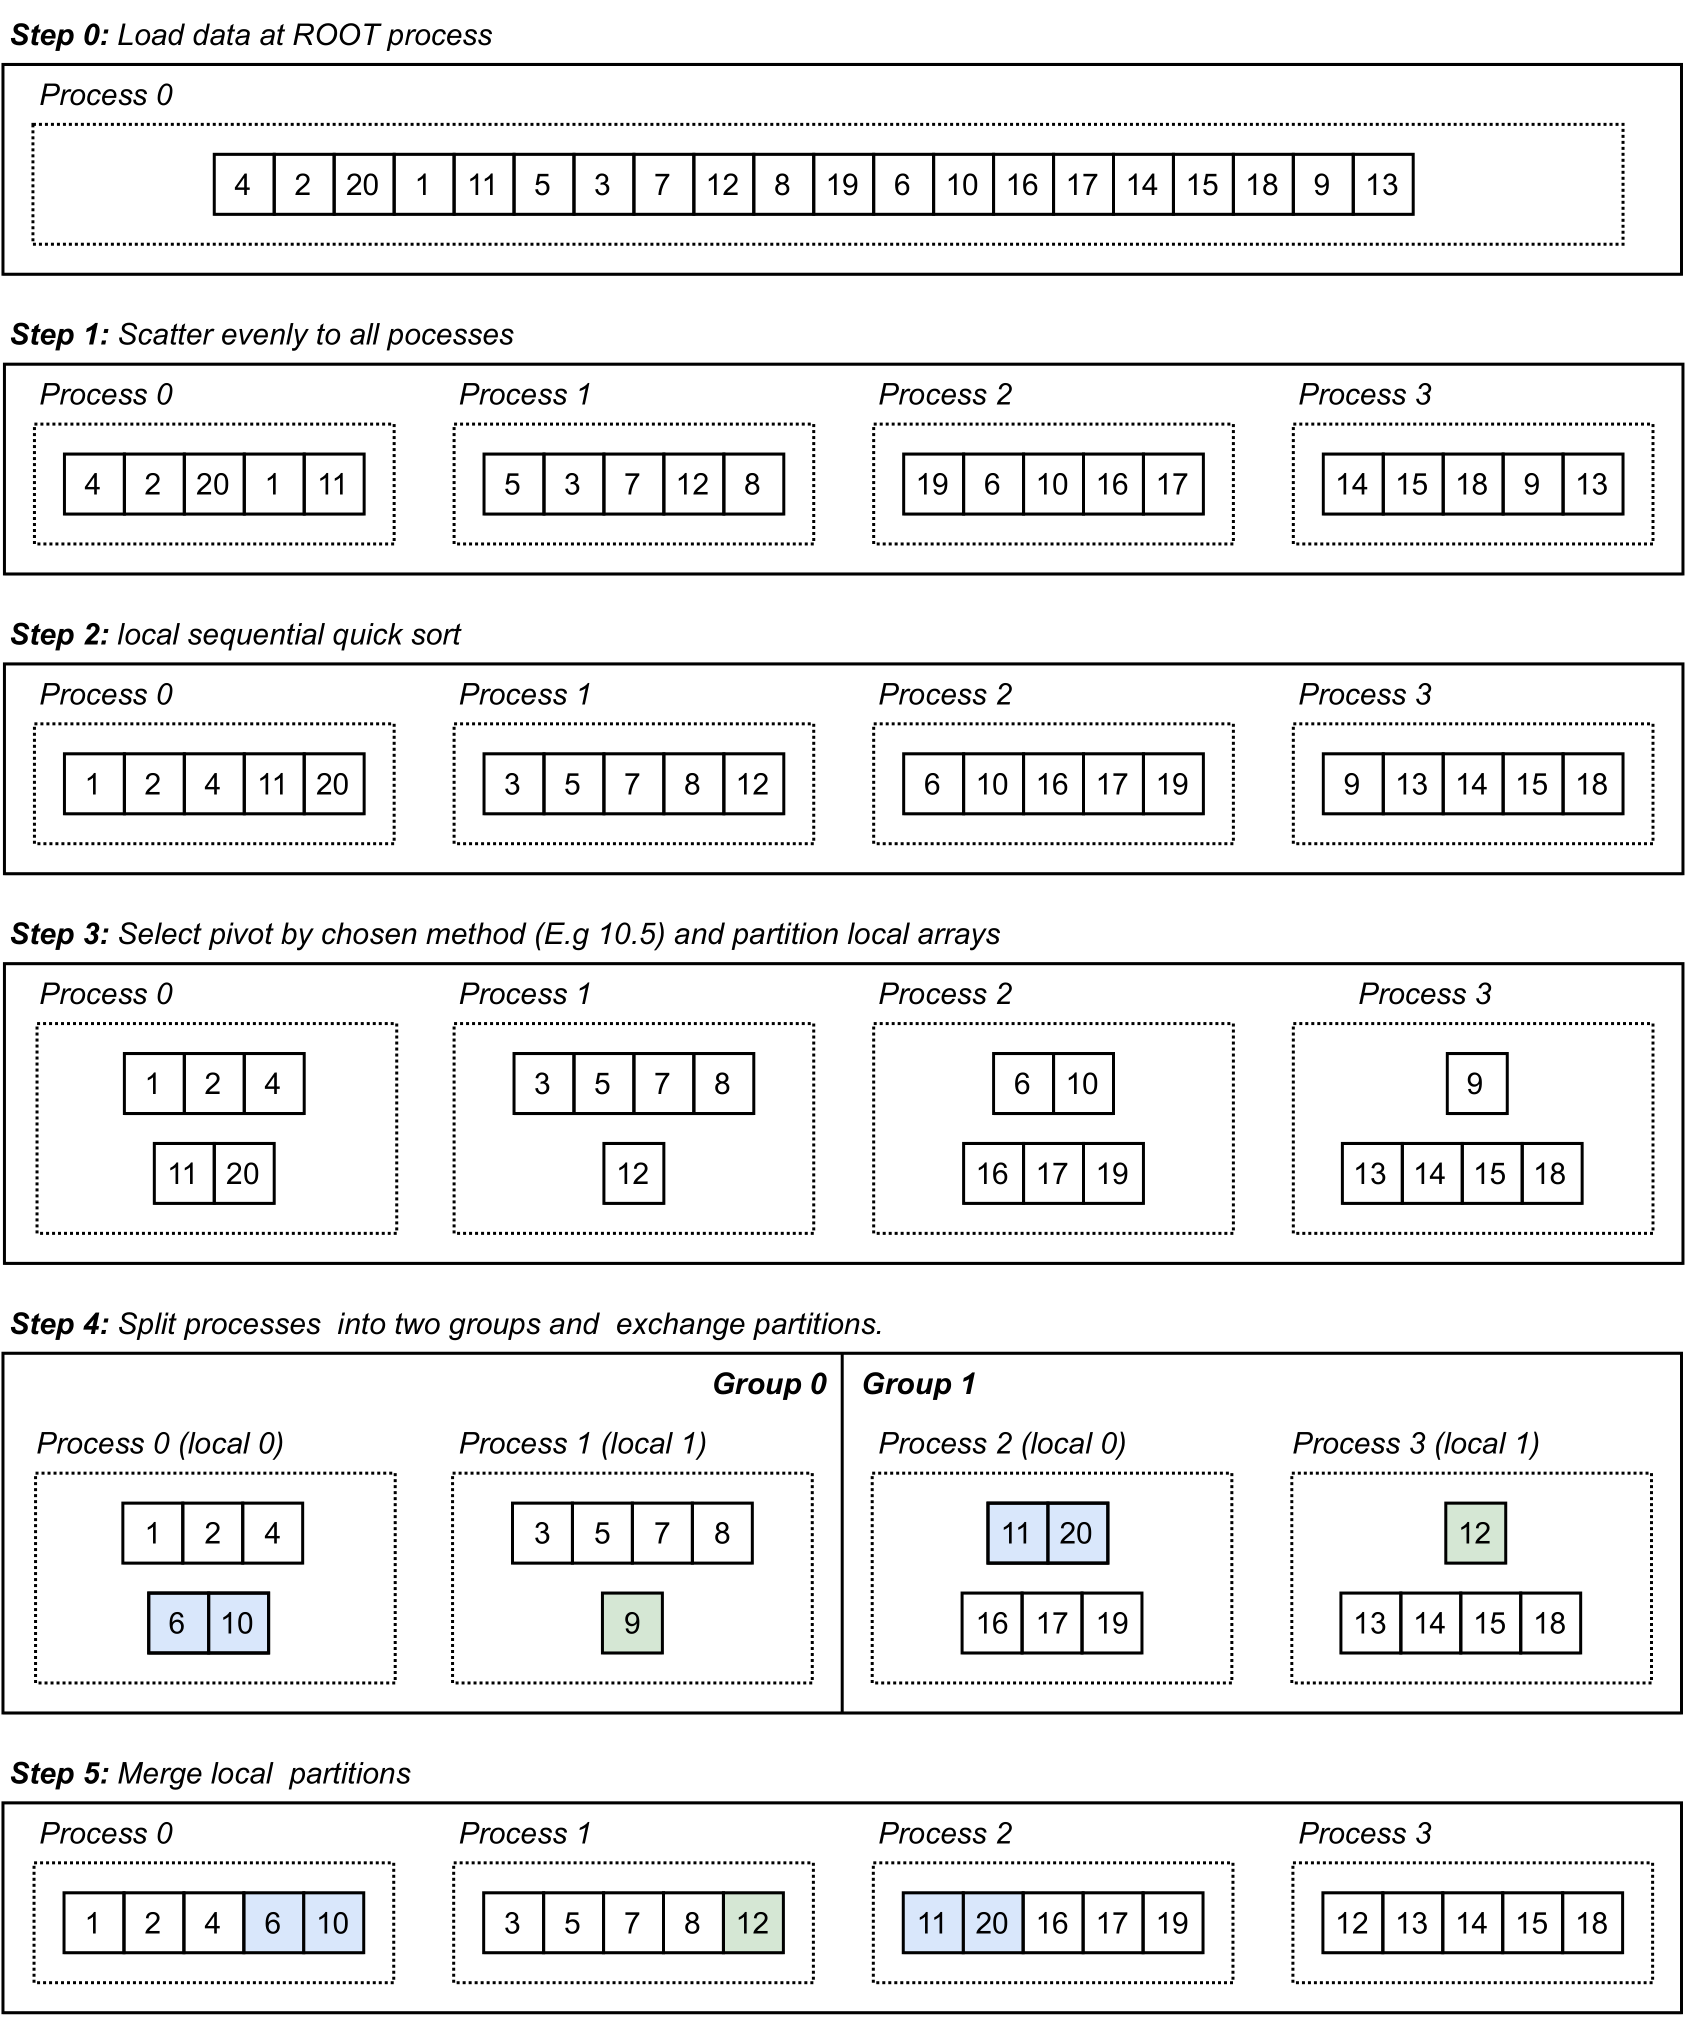 Step 0: Load data at ROOT process
Process 0
4 2 20 1 11 5 3 7 12 8 19 6 10 16 17 14 15 18 9 13
Step 1: Scatter evenly to all pocesses
Process 0 Process 1 Process 2 Process 3
4 2 20 1 11 5 3 7 12 8 19 6 10 16 17 14 15 18 9 13
Step 2: local sequential quick sort
Process 0 Process 1 Process 2 Process 3
1 2 4 11 20 3 5 7 8 12 6 10 16 17 19 9 13 14 15 18
Step 3: Select pivot by chosen method (E.g 10.5) and partition local arrays
Process 0 Process 1 Process 2 Process 3
1 2 4 3 5 7 8 6 10 9
11 20 12 16 17 19 13 14 15 18
Step 4: Split processes into two groups and exchange partitions.
Group 0 Group 1
Process 0 (local 0) Process 1 (local 1) Process 2 (local 0) Process 3 (local 1)
1 2 4 3 5 7 8 11 20 12
6 10 9 16 17 19 13 14 15 18
Step 5: Merge local partitions
Process 0 Process 1 Process 2 Process 3
1 2 4 6 10 3 5 7 8 12 11 20 16 17 19 12 13 14 15 18